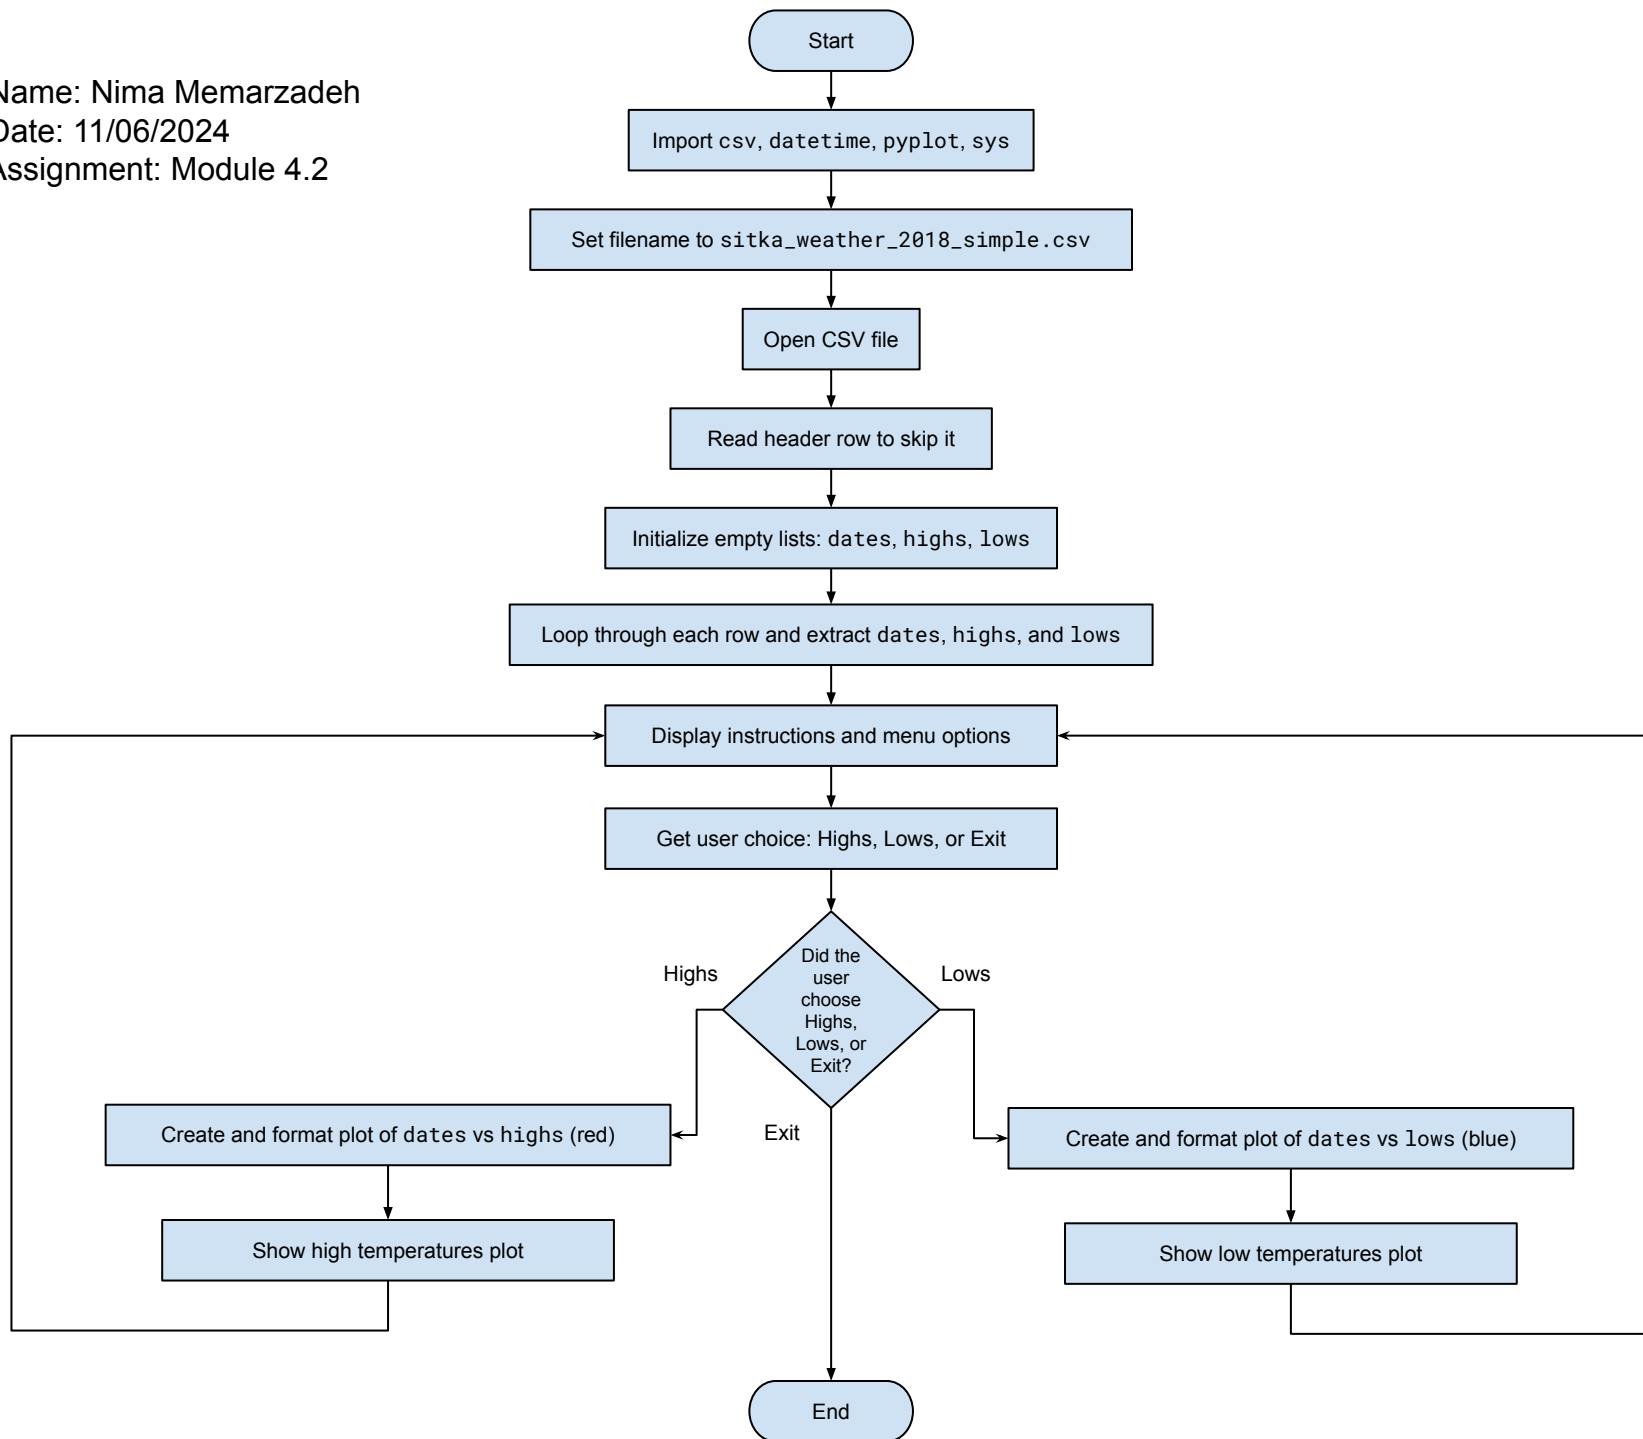 Start
Name: Nima Memarzadeh
Date: 11/06/2024
Assignment: Module 4.2
Import csv, datetime, pyplot, sys
Set filename to sitka_weather_2018_simple.csv
Open CSV file
Read header row to skip it
Initialize empty lists: dates, highs, lows
Loop through each row and extract dates, highs, and lows
Display instructions and menu options
Get user choice: Highs, Lows, or Exit
Did the
user
choose
Highs,
Lows, or
Exit?
Highs
Lows
Exit
Create and format plot of dates vs highs (red)
Create and format plot of dates vs lows (blue)
Show high temperatures plot
Show low temperatures plot
End